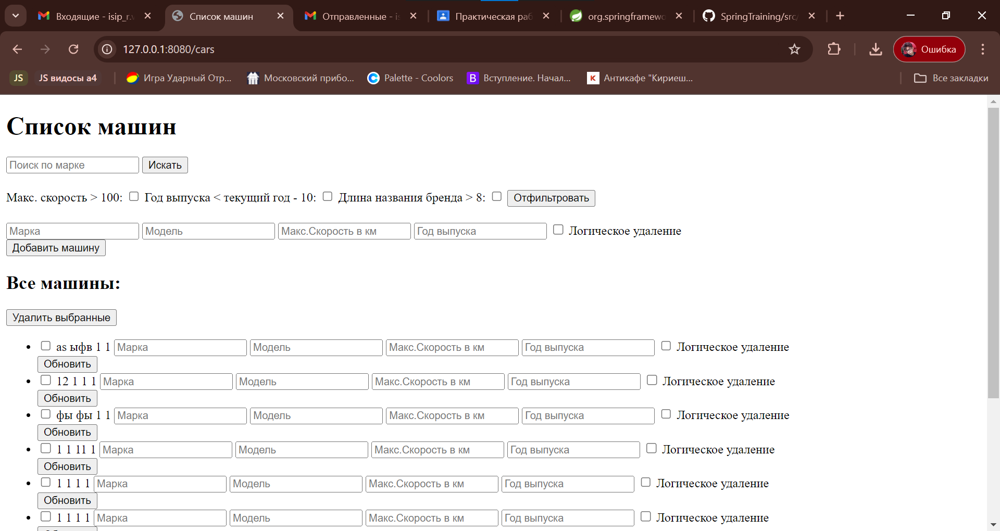 Входящие - isip_r.
Список машин
Отправленные - is
Практическая раб
org.springframewo
SpringTraining/src/
127.0.0.1:8080/cars
Ошибка
JS
JS видосы а4
Игра Ударный Отр...
Московский прибо...
Palette - Coolors
B
Вступление. Начал...
K
Антикафе "Кириеш...
Все закладки
Список машин
Поиск по марке Искать
Макс. скорость > 100: Год выпуска < текущий год - 10: Длина названия бренда > 8: Отфильтровать
Марка Модель Макс.Скорость в км Год выпуска Логическое удаление
Добавить машину
Все машины:
Удалить выбранные
as ыфв 1 1 Марка Модель Макс.Скорость в км Год выпуска Логическое удаление
Обновить
12 1 1 1 Марка Модель Макс.Скорость в км Год выпуска Логическое удаление
Обновить
фы фы 1 1 Марка Модель Макс.Скорость в км Год выпуска Логическое удаление
Обновить
1 1 11 1 Марка Модель Макс.Скорость в км Год выпуска Логическое удаление
Обновить
1 1 1 1 Марка Модель Макс.Скорость в км Год выпуска Логическое удаление
Обновить
1 1 1 1 Марка Модель Макс.Скорость в км Год выпуска Логическое удаление